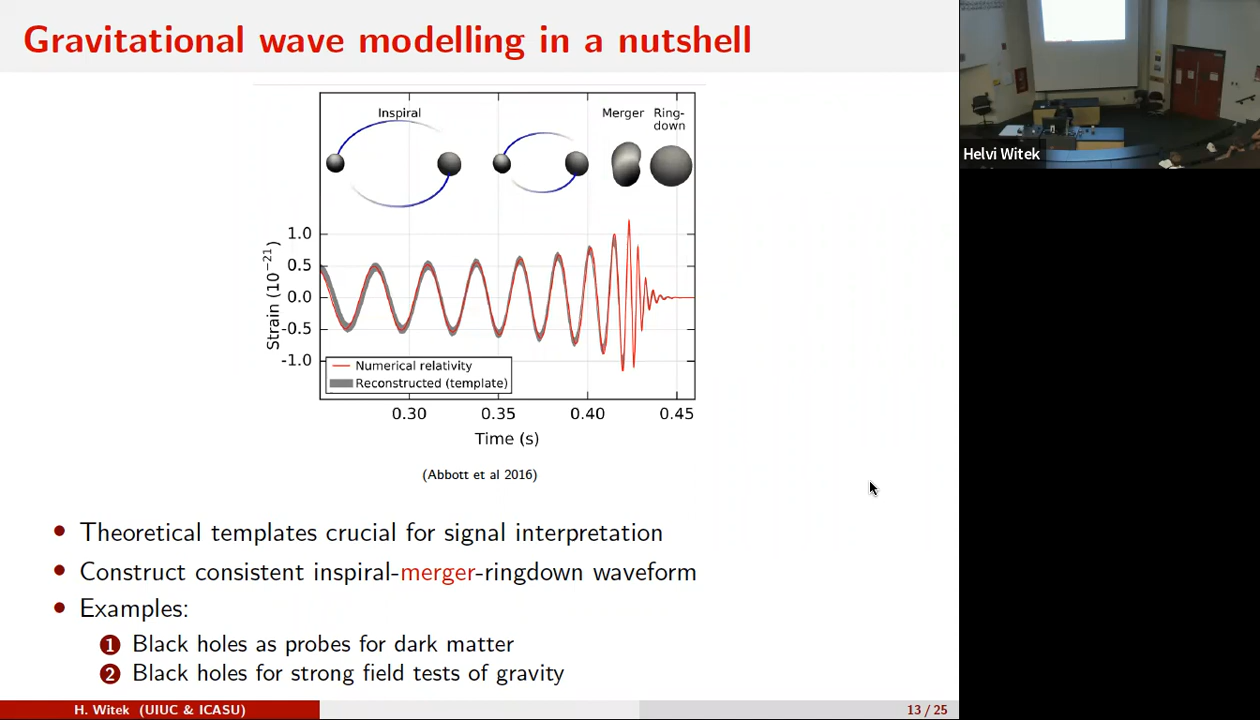 Gravitational wave modelling in a nutshell
Inspiral
Merger
Ring-
down
1.0
0.5
0.0
-0.5
-1.0
Strain (10⁻²¹)
Numerical relativity
Reconstructed (template)
0.30
0.35
0.40
0.45
Time (s)
(Abbott et al 2016)
• Theoretical templates crucial for signal interpretation
• Construct consistent inspiral-merger-ringdown waveform
• Examples:
1 Black holes as probes for dark matter
2 Black holes for strong field tests of gravity
H. Witek (UIUC & ICASU)
13 / 25
Helvi Witek